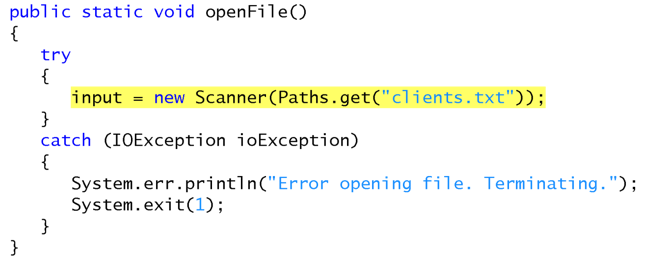 public static void openFile()
{
   try
   {
      input = new Scanner(Paths.get("clients.txt"));
   }
   catch (IOException ioException)
   {
      System.err.println("Error opening file. Terminating.");
      System.exit(1);
   }
}